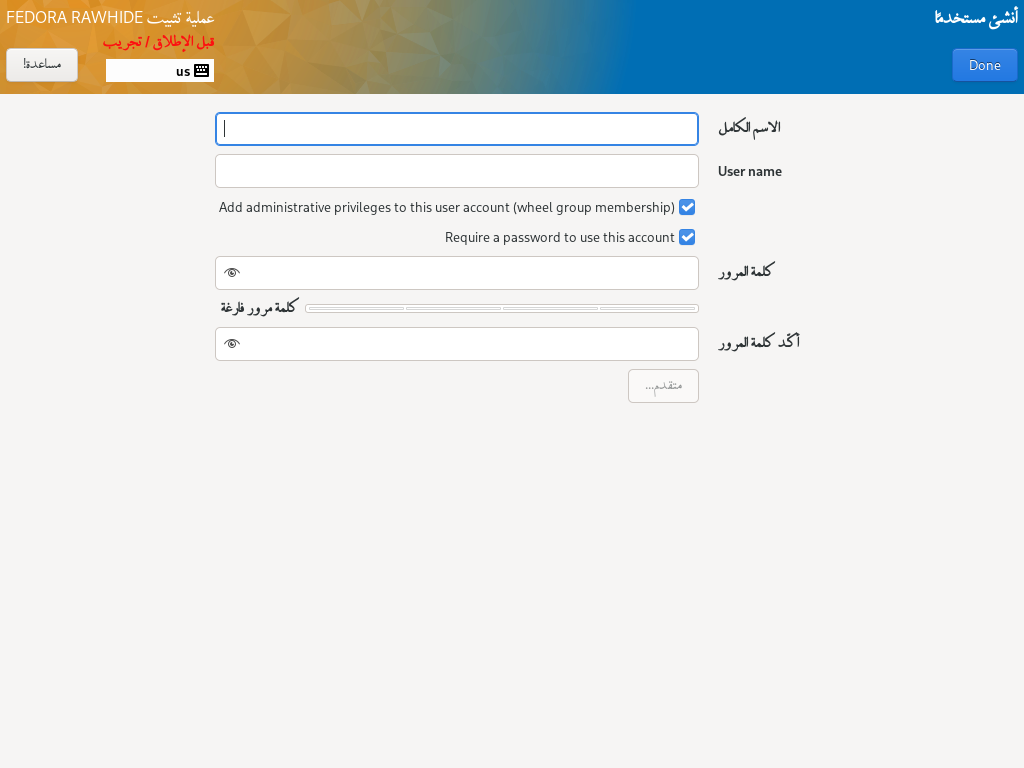 أنشئ مستخدمًا
عملية تثبيت FEDORA RAWHIDE
قبل الإطلاق / تجريب
Done
us
مساعدة!
الاسم الكامل
User name
Add administrative privileges to this user account (wheel group membership)
Require a password to use this account
كلمة المرور
كلمة مرور فارغة
أكّد كلمة المرور
متقدم...